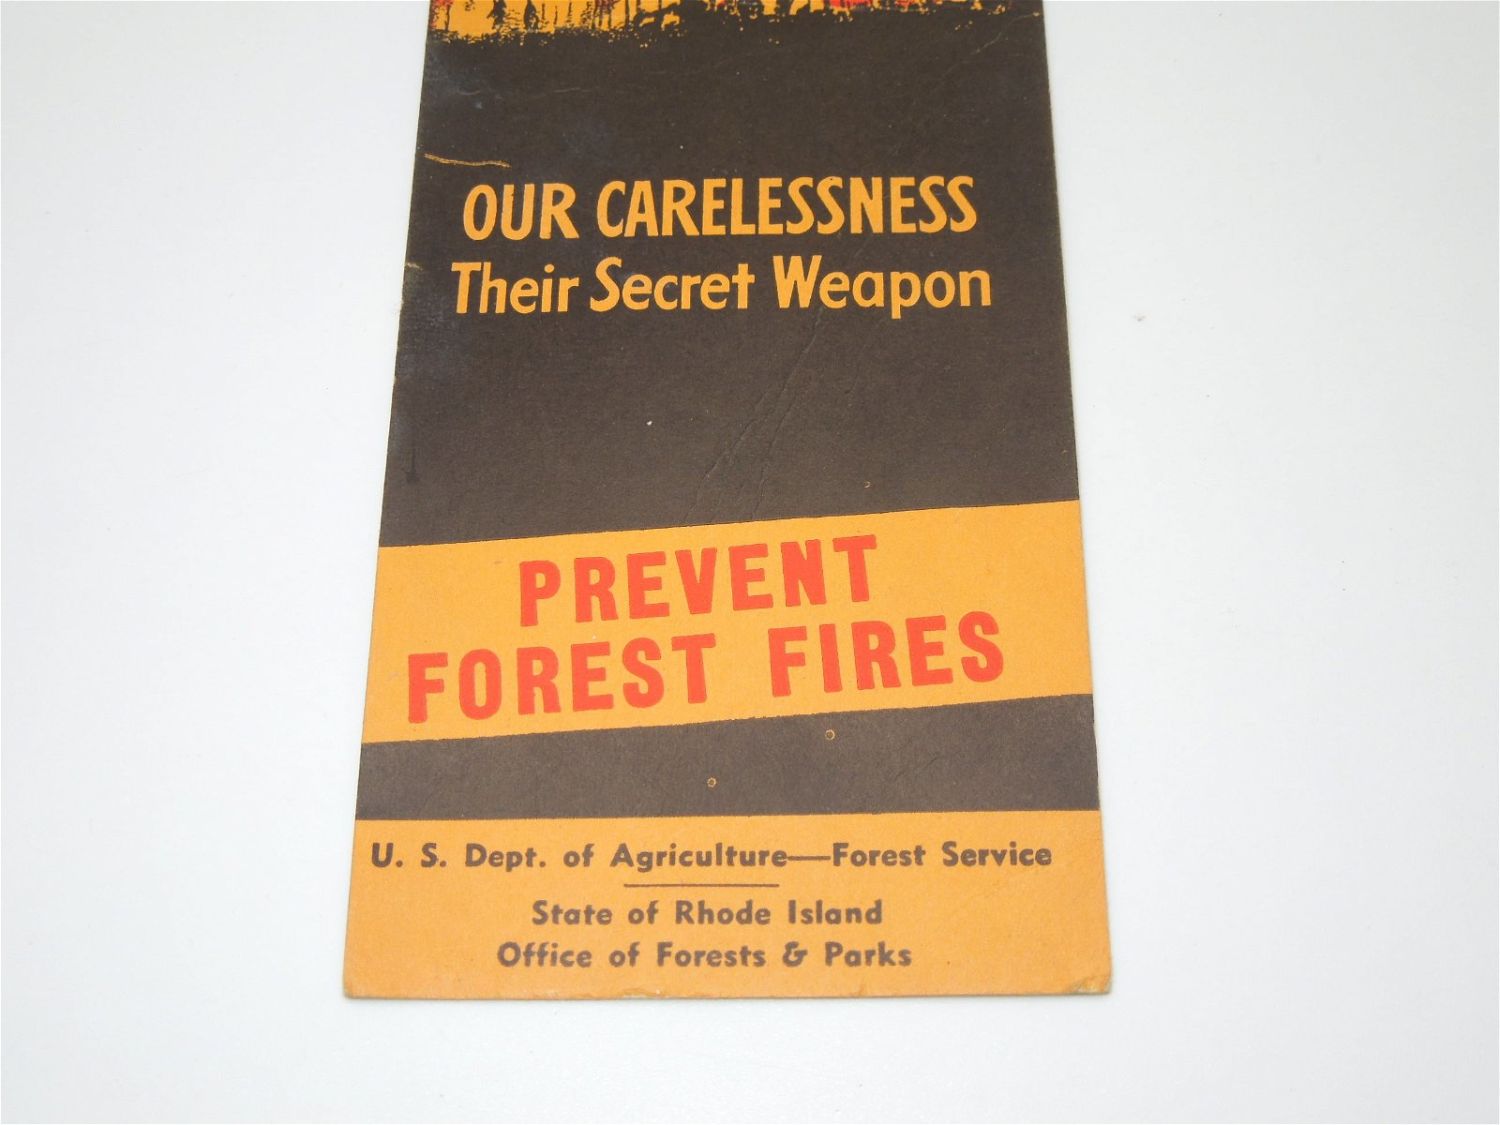 OUR CARELESSNESS
Their Secret Weapon
PREVENT
FOREST FIRES
U. S. Dept. of Agriculture—Forest Service
State of Rhode Island
Office of Forests & Parks